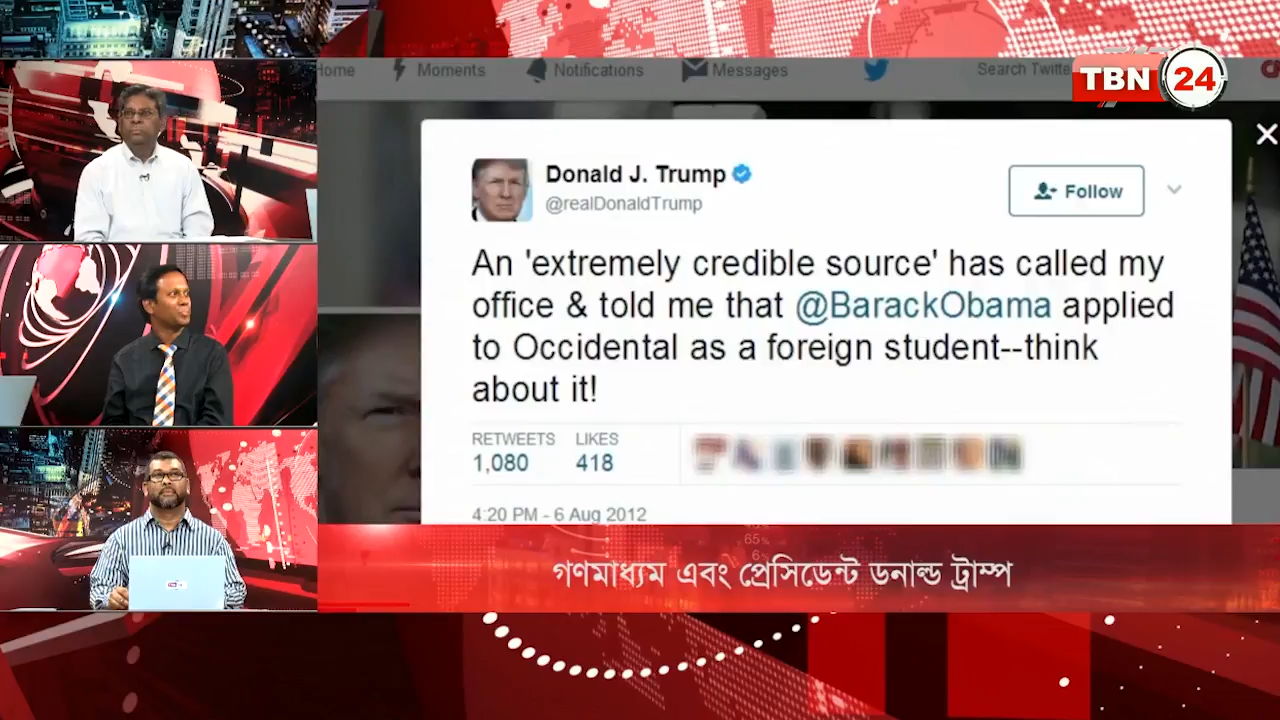 Home Moments Notifications Messages Search Twitte
TBN 24
Donald J. Trump
@realDonaldTrump
Follow
An 'extremely credible source' has called my
office & told me that @BarackObama applied
to Occidental as a foreign student--think
about it!
RETWEETS LIKES
1,080 418
4:20 PM - 6 Aug 2012
65%
গণমাধ্যম এবং প্রেসিডেন্ট ডনাল্ড ট্রাম্প